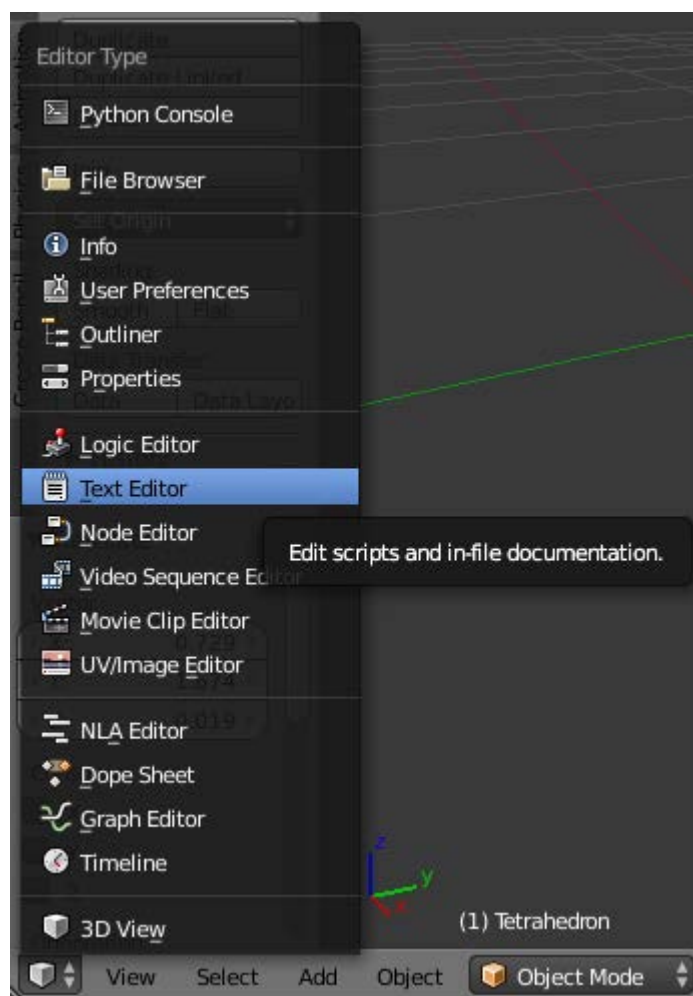 Editor Type
Python Console
File Browser
Info
User Preferences
Outliner
Properties
Logic Editor
Text Editor
Node Editor
Edit scripts and in-file documentation.
Video Sequence Editor
Movie Clip Editor
UV/Image Editor
NLA Editor
Dope Sheet
Graph Editor
Timeline
z
y
x
(1) Tetrahedron
3D View
View Select Add Object Object Mode